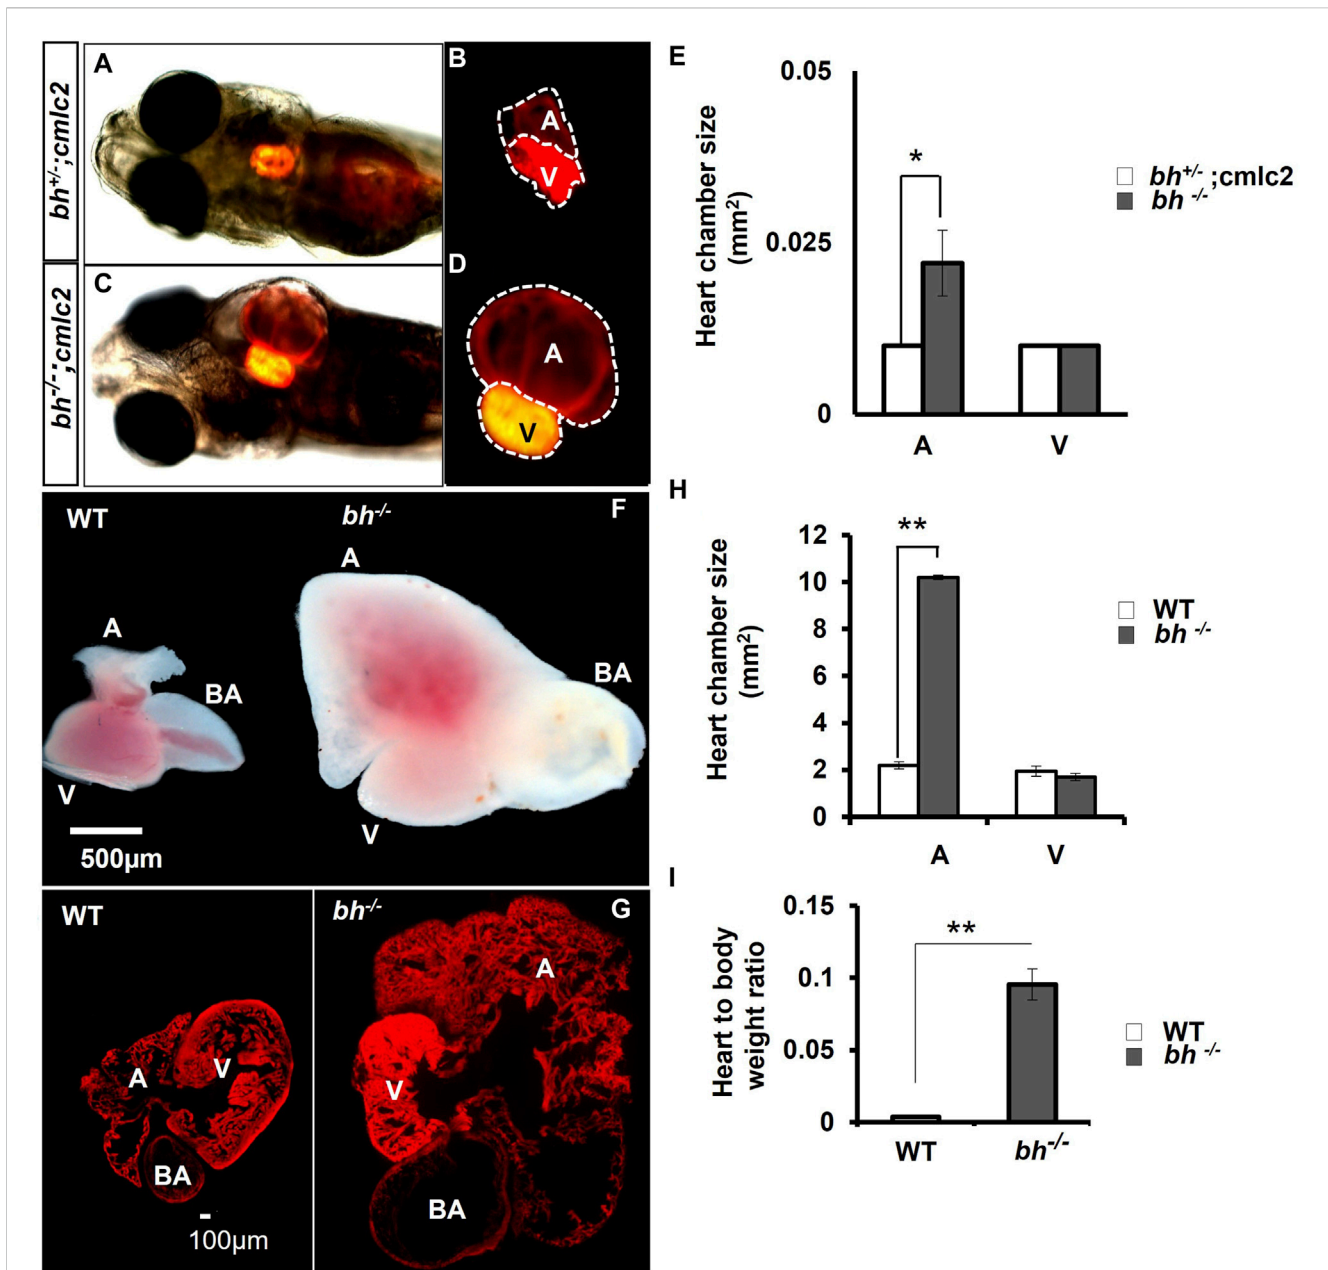 bh+/-;cmlc2
A
B
A
V
bh-/-;cmlc2
C
D
A
V
E
Heart chamber size
(mm2)
0.05
0.025
0
*
A
V
bh+/- ;cmlc2
bh -/-
WT
bh-/-
F
A
BA
V
A
BA
V
500µm
H
Heart chamber size
(mm2)
12
10
8
6
4
2
0
**
A
V
WT
bh -/-
WT
A
V
BA
100µm
bh-/-
G
A
V
BA
I
Heart to body
weight ratio
0.15
0.1
0.05
0
**
WT
bh-/-
WT
bh -/-